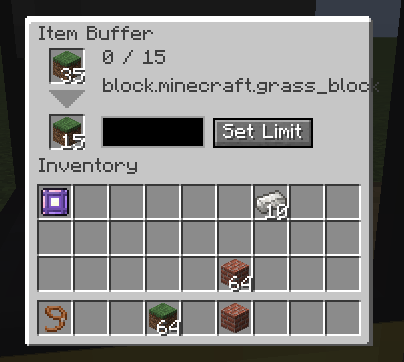 Item Buffer
35
0 / 15
block.minecraft.grass_block
15
Set Limit
Inventory
10
64
64